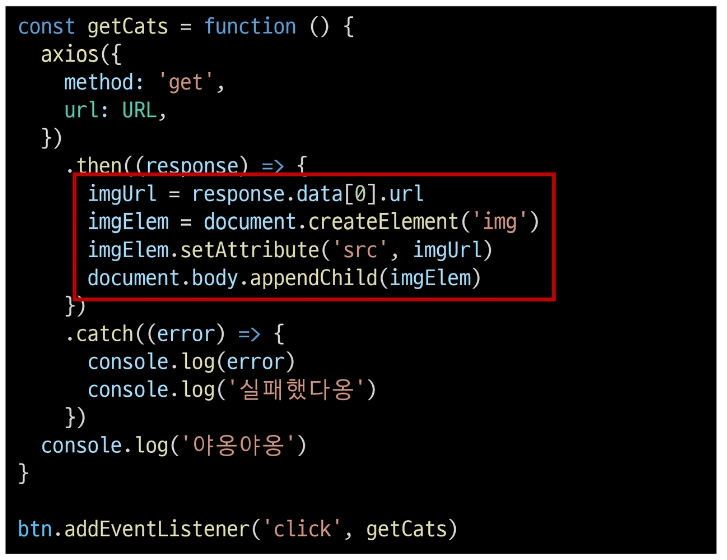 const getCats = function () {
  axios({
    method: 'get',
    url: URL,
  })
    .then((response) => {
      imgUrl = response.data[0].url
      imgElem = document.createElement('img')
      imgElem.setAttribute('src', imgUrl)
      document.body.appendChild(imgElem)
    })
    .catch((error) => {
      console.log(error)
      console.log('실패했다옹')
    })
  console.log('야옹야옹')
}
btn.addEventListener('click', getCats)